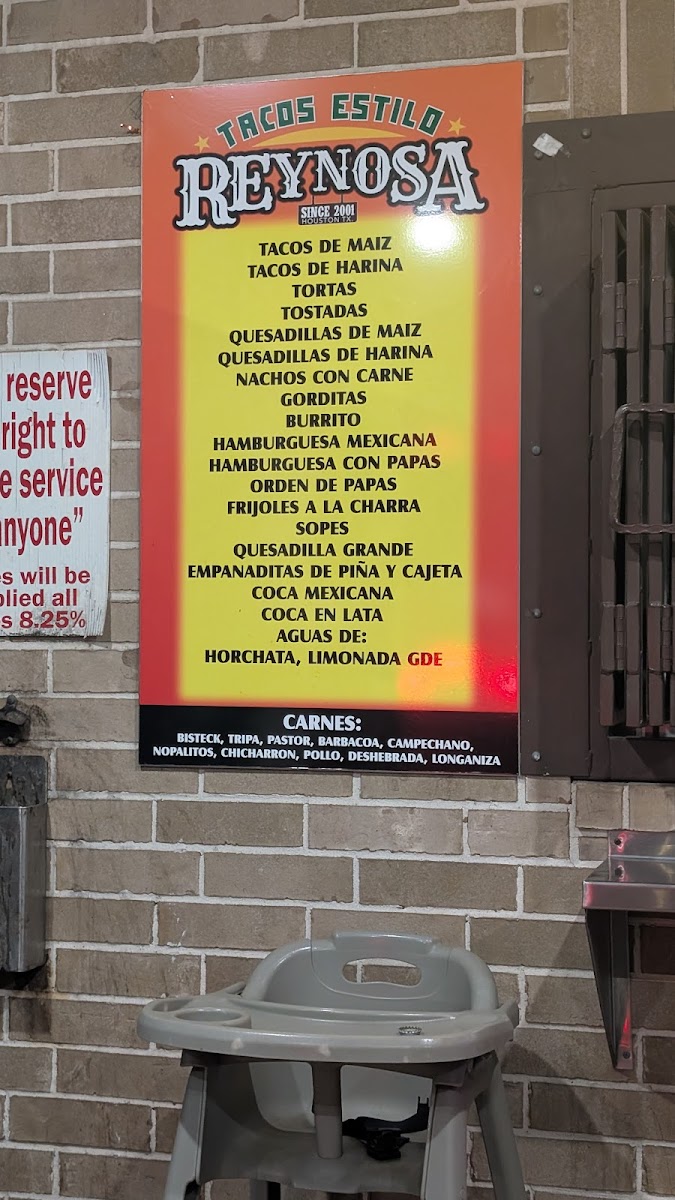 TACOS ESTILO
REYNOSA
SINCE 2001
HOUSTON TX.
TACOS DE MAIZ
TACOS DE HARINA
TORTAS
TOSTADAS
QUESADILLAS DE MAIZ
QUESADILLAS DE HARINA
NACHOS CON CARNE
GORDITAS
BURRITO
HAMBURGUESA MEXICANA
HAMBURGUESA CON PAPAS
ORDEN DE PAPAS
FRIJOLES A LA CHARRA
SOPES
QUESADILLA GRANDE
EMPANADITAS DE PIÑA Y CAJETA
COCA MEXICANA
COCA EN LATA
AGUAS DE:
HORCHATA, LIMONADA GDE
CARNES:
BISTECK, TRIPA, PASTOR, BARBACOA, CAMPECHANO,
NOPALITOS, CHICHARRON, POLLO, DESHEBRADA, LONGANIZA
reserve
right to
e service
anyone”
es will be
plied all
s 8.25%